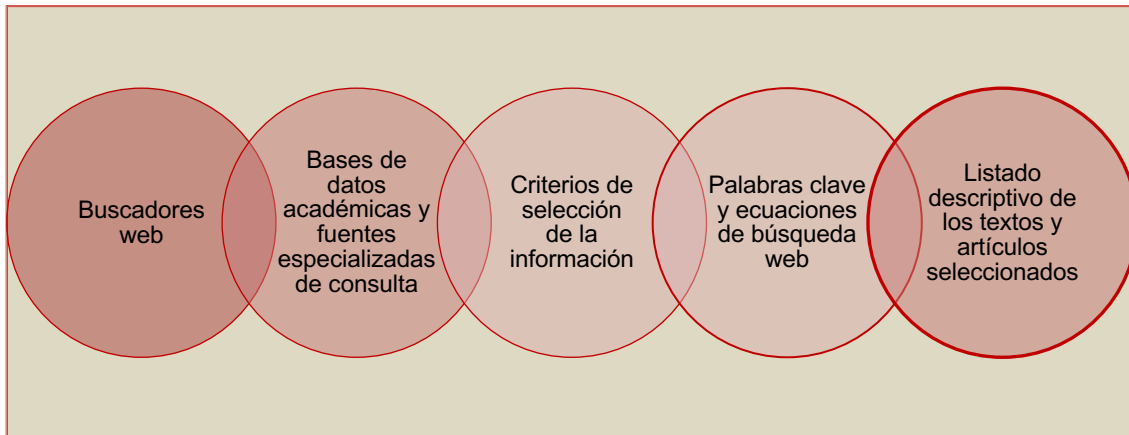 Buscadores
web
Bases de
datos
académicas y
fuentes
especializadas
de consulta
Criterios de
selección
de la
información
Palabras clave
y ecuaciones
de búsqueda
web
Listado
descriptivo de
los textos y
artículos
seleccionados